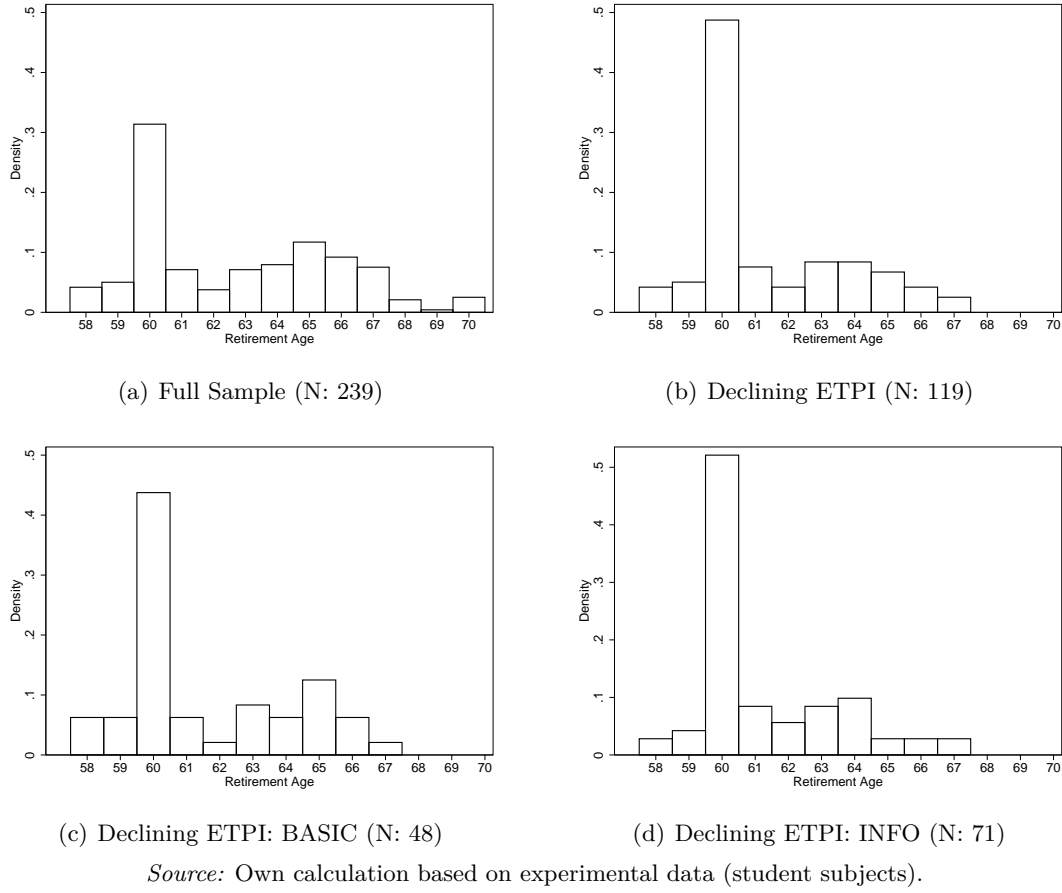 .5
.4
.3
.2
.1
0
Density
58 59 60 61 62 63 64 65 66 67 68 69 70
Retirement Age
(a) Full Sample (N: 239)
.5
.4
.3
.2
.1
0
Density
58 59 60 61 62 63 64 65 66 67 68 69 70
Retirement Age
(b) Declining ETPI (N: 119)
.5
.4
.3
.2
.1
0
Density
58 59 60 61 62 63 64 65 66 67 68 69 70
Retirement Age
(c) Declining ETPI: BASIC (N: 48)
.5
.4
.3
.2
.1
0
Density
58 59 60 61 62 63 64 65 66 67 68 69 70
Retirement Age
(d) Declining ETPI: INFO (N: 71)
Source: Own calculation based on experimental data (student subjects).